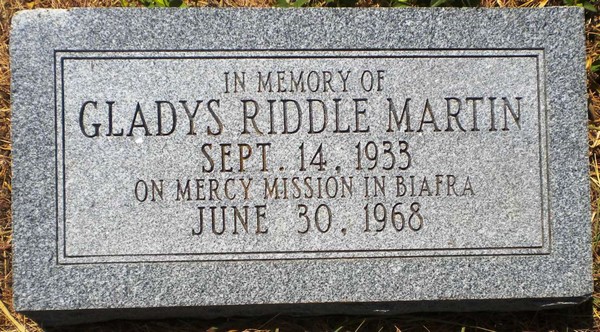 IN MEMORY OF
GLADYS RIDDLE MARTIN
SEPT. 14, 1933
ON MERCY MISSION IN BIAFRA
JUNE 30, 1968